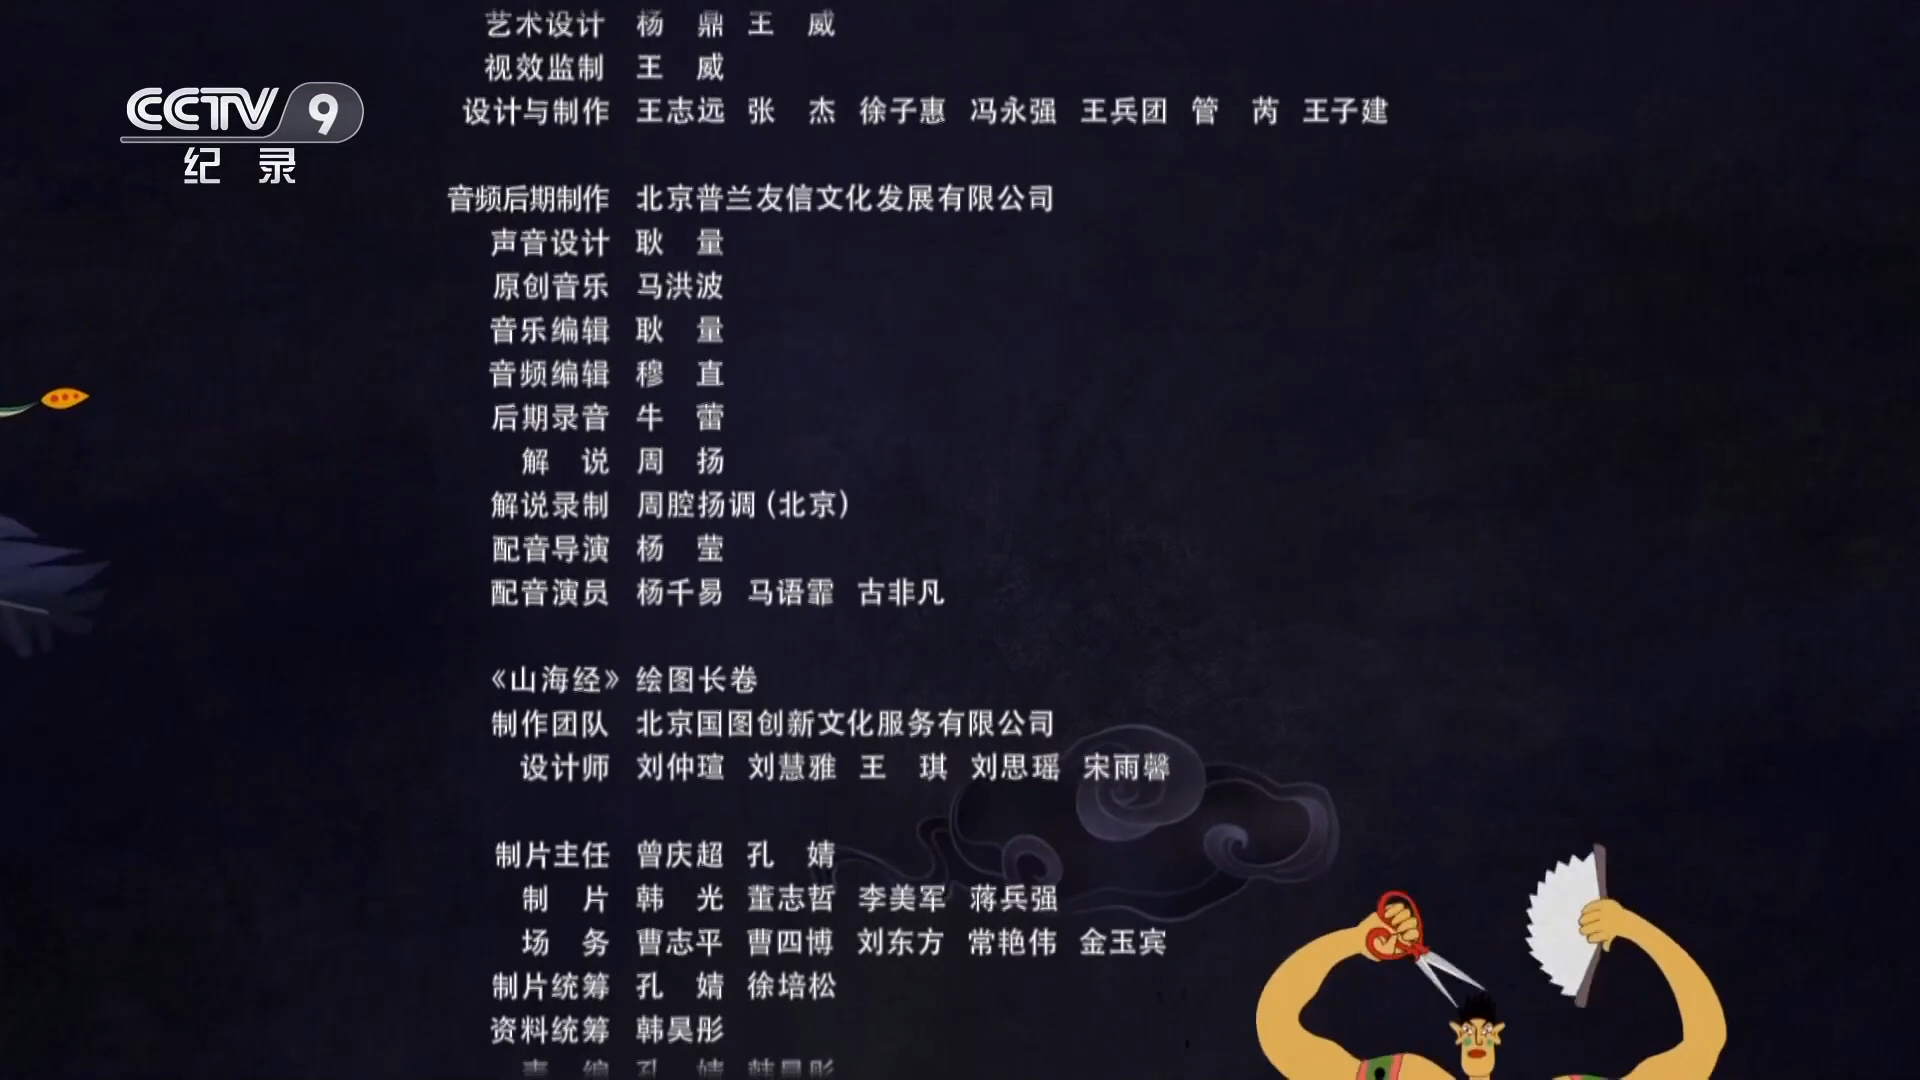 艺术设计 杨 鼎 王 威
视效监制 王 威
CCTV 9
纪 录
设计与制作 王志远 张 杰 徐子惠 冯永强 王兵团 管 芮 王子建
音频后期制作 北京普兰友信文化发展有限公司
声音设计 耿 量
原创音乐 马洪波
音乐编辑 耿 量
音频编辑 穆 直
后期录音 牛 蕾
解 说 周 扬
解说录制 周腔扬调(北京)
配音导演 杨 莹
配音演员 杨千易 马语霏 古非凡
《山海经》绘图长卷
制作团队 北京国图创新文化服务有限公司
设计师 刘仲瑄 刘慧雅 王 琪 刘思瑶 宋雨馨
制片主任 曾庆超 孔 婧
制 片 韩 光 董志哲 李美军 蒋兵强
场 务 曹志平 曹四博 刘东方 常艳伟 金玉宾
制片统筹 孔 婧 徐培松
资料统筹 韩昊彤
责 编 孔 婧 韩昊彤